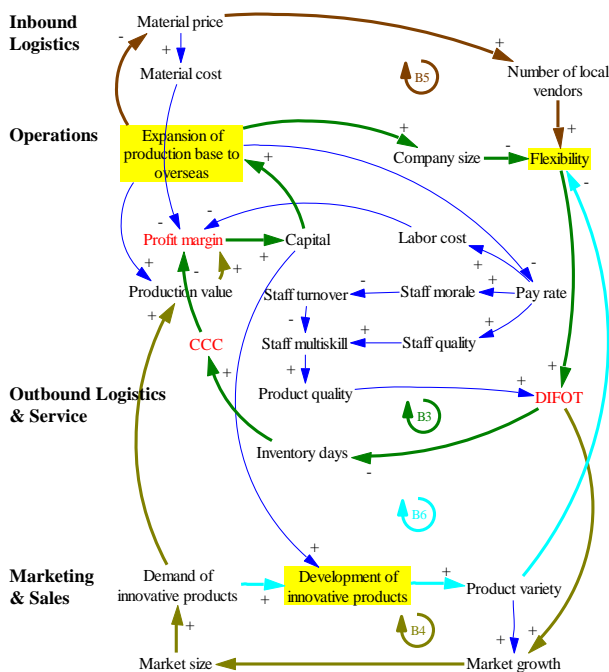 Inbound
Logistics
Material price
+
-
+
Material cost
B5
Number of local
vendors
Operations
Expansion of
production base to
overseas
+
+
Company size
-
Flexibility
-
+
-
-
Profit margin
+
Capital
Labor cost
-
+
+
Production value
+
-
Staff turnover
-
Staff morale
+
+
Pay rate
+
-
Staff multiskill
+
Staff quality
+
CCC
+
+
Product quality
+
+
DIFOT
Outbound Logistics
& Service
B3
Inventory days
-
B6
Marketing
& Sales
Demand of
innovative products
+
+
Development of
innovative products
+
Product variety
+
B4
+
+
Market size
Market growth